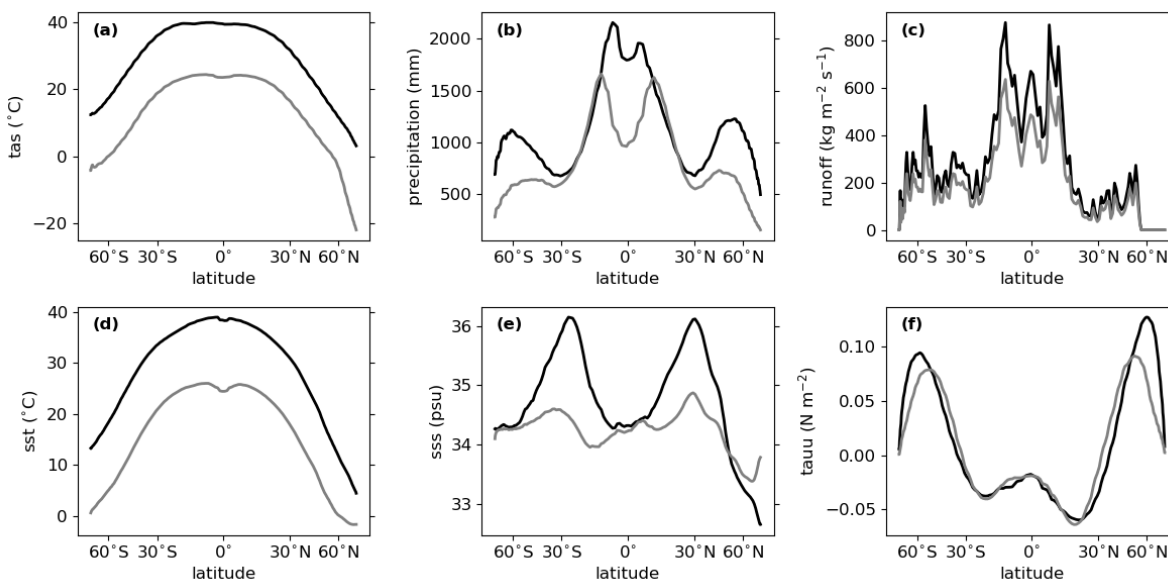 (a)
tas (°C)
40
20
0
−20
60°S 30°S 0° 30°N 60°N
latitude
(b)
precipitation (mm)
2000
1500
1000
500
60°S 30°S 0° 30°N 60°N
latitude
(c)
runoff (kg m⁻² s⁻¹)
800
600
400
200
0
60°S 30°S 0° 30°N 60°N
latitude
(d)
sst (°C)
40
30
20
10
0
60°S 30°S 0° 30°N 60°N
latitude
(e)
sss (psu)
36
35
34
33
60°S 30°S 0° 30°N 60°N
latitude
(f)
tauu (N m⁻²)
0.10
0.05
0.00
−0.05
60°S 30°S 0° 30°N 60°N
latitude